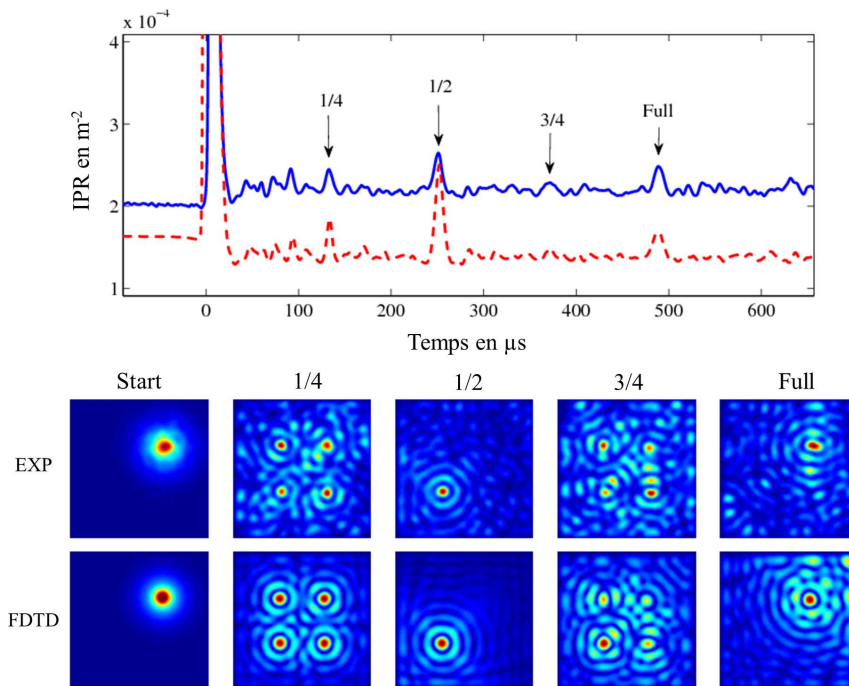 x 10⁻⁴
4
3
2
1
IPR en m⁻²
1/4
1/2
3/4
Full
0
100
200
300
400
500
600
Temps en µs
Start 1/4 1/2 3/4 Full
EXP
FDTD